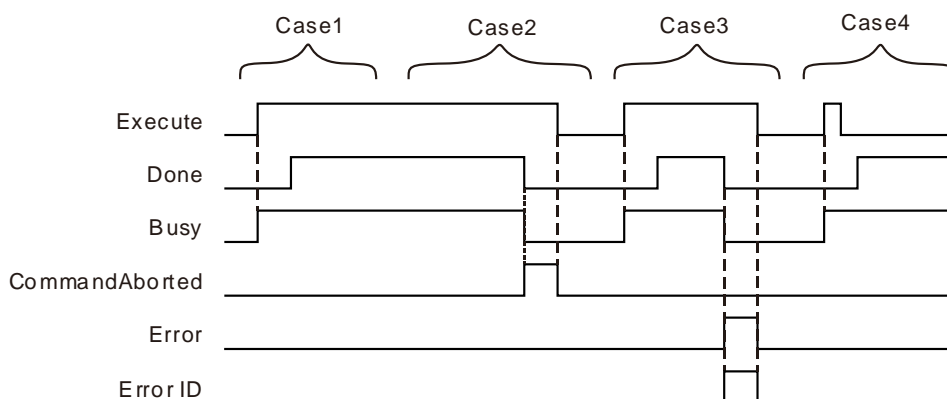 Case1 Case2 Case3 Case4
Execute
Done
Busy
CommandAborted
Error
Error ID